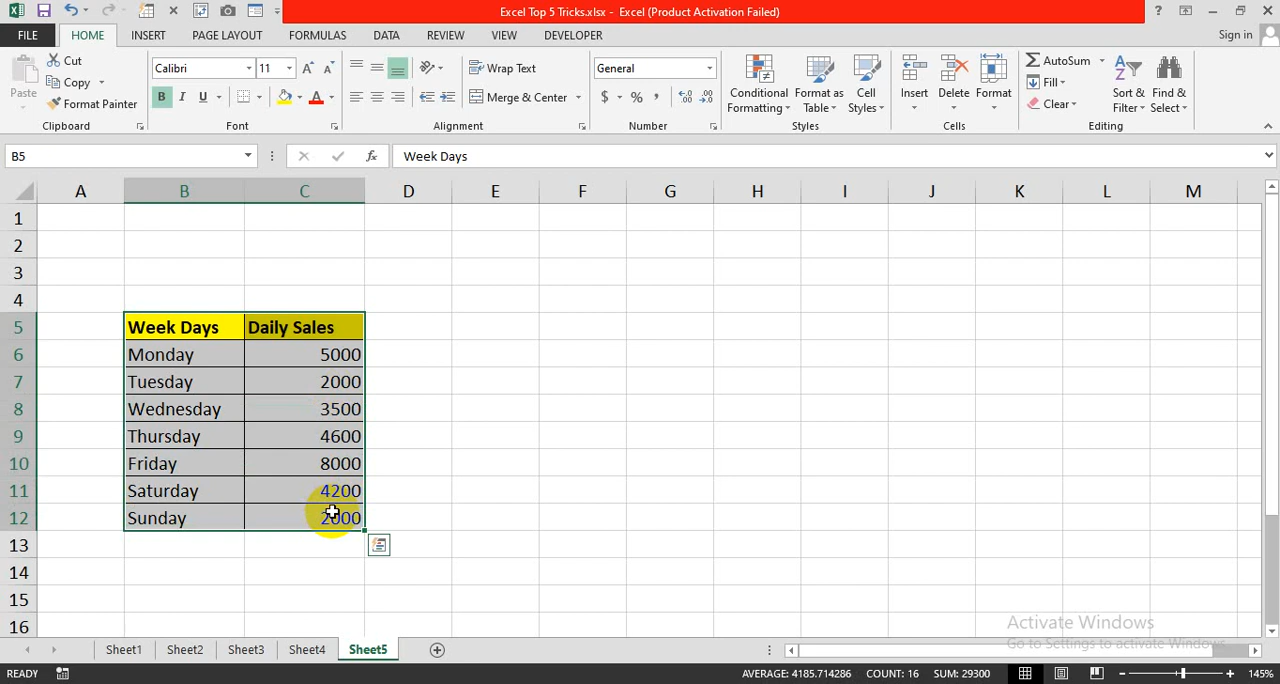 Excel Top 5 Tricks.xlsx - Excel (Product Activation Failed)
FILE HOME INSERT PAGE LAYOUT FORMULAS DATA REVIEW VIEW DEVELOPER Sign in
Paste
Cut
Copy
Format Painter
Clipboard
Calibri 11
B I U
Font
Wrap Text
Merge & Center
Alignment
General
$ % ,
Number
Conditional Formatting
Format as Table
Cell Styles
Styles
Insert Delete Format
Cells
AutoSum
Fill
Clear
Sort & Filter
Find & Select
Editing
B5 fx Week Days
A B C D E F G H I J K L M
1
2
3
4
5 Week Days Daily Sales
6 Monday 5000
7 Tuesday 2000
8 Wednesday 3500
9 Thursday 4600
10 Friday 8000
11 Saturday 4200
12 Sunday 2000
13
14
15
16
Activate Windows
Go to Settings to activate Windows.
Sheet1 Sheet2 Sheet3 Sheet4 Sheet5
READY AVERAGE: 4185.714286 COUNT: 16 SUM: 29300 145%